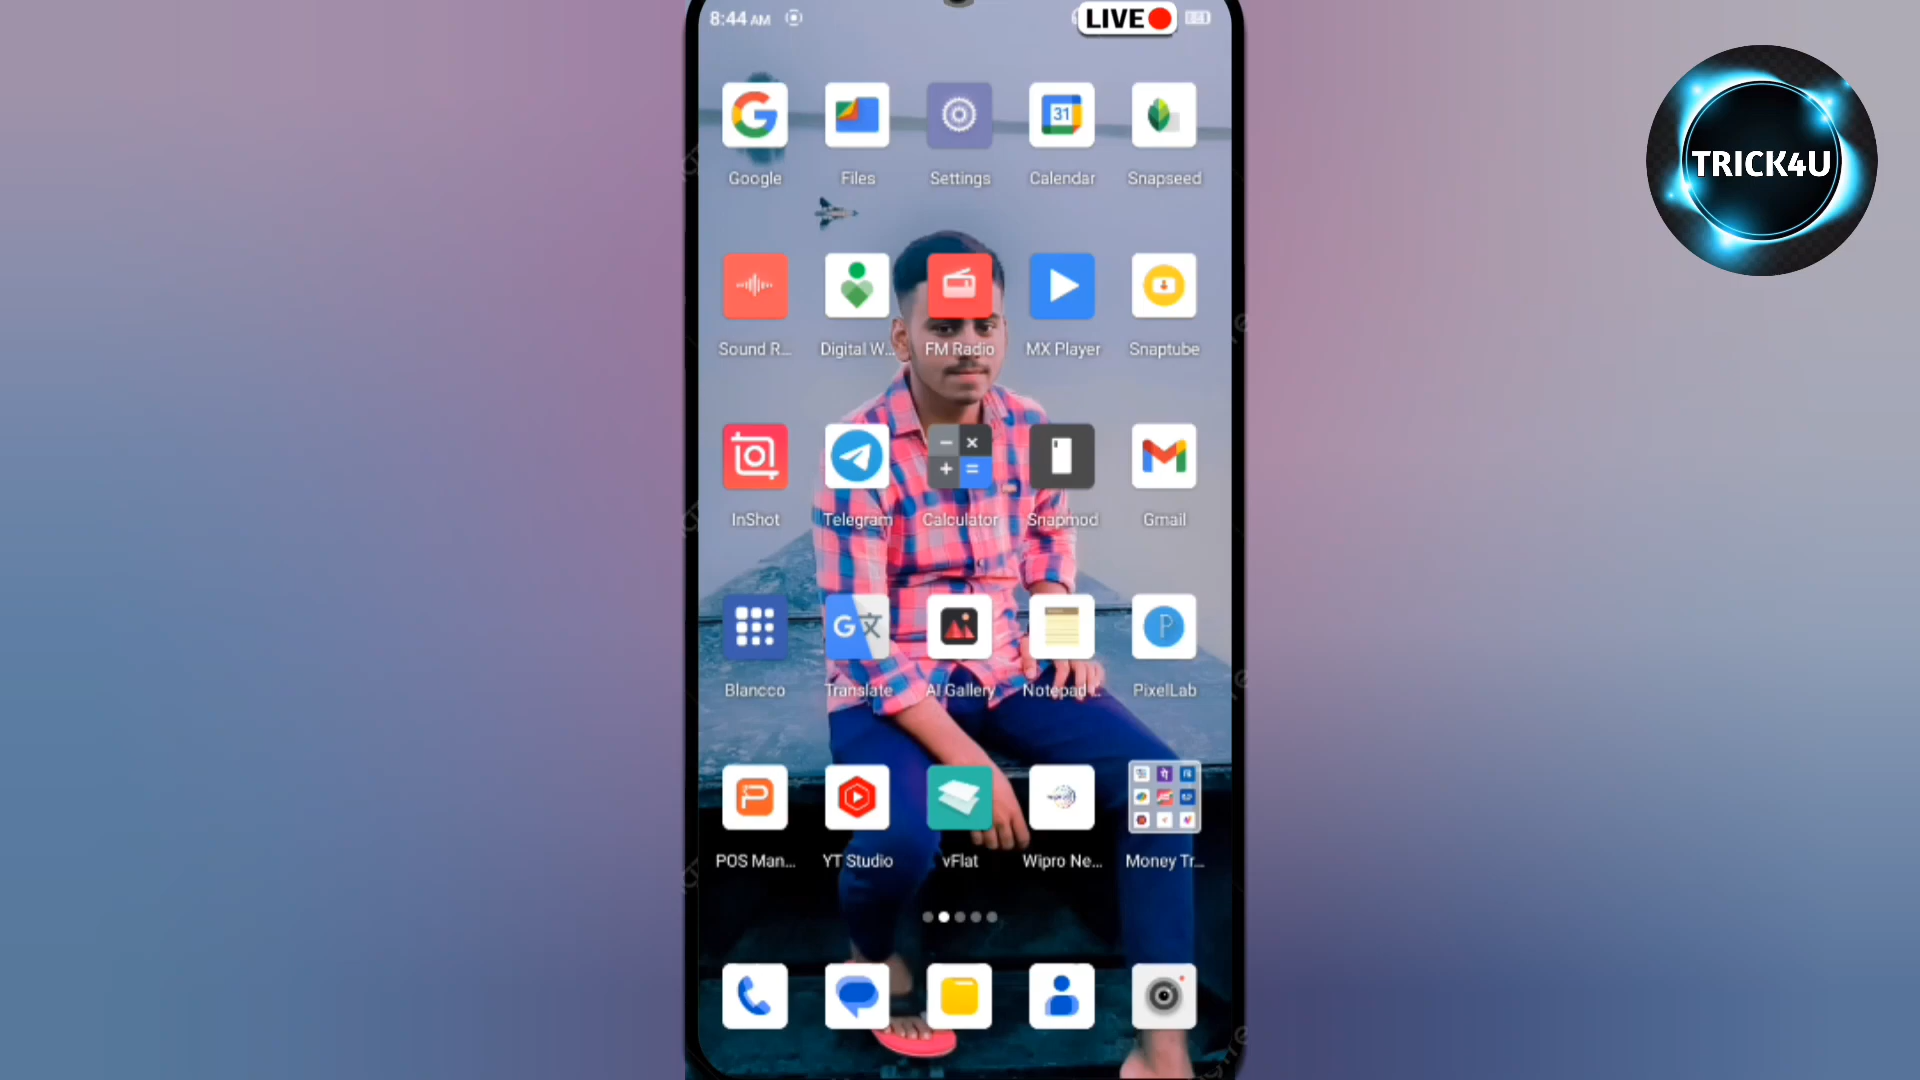 8:44 AM
LIVE
TRICK4U
31
Google
Files
Settings
Calendar
Snapseed
Sound R...
Digital W...
FM Radio
MX Player
Snaptube
InShot
Telegram
Calculator
Snapmod
Gmail
Blancco
Translate
AI Gallery
Notepad ...
PixelLab
POS Man...
YT Studio
vFlat
Wipro Ne...
Money Tr...